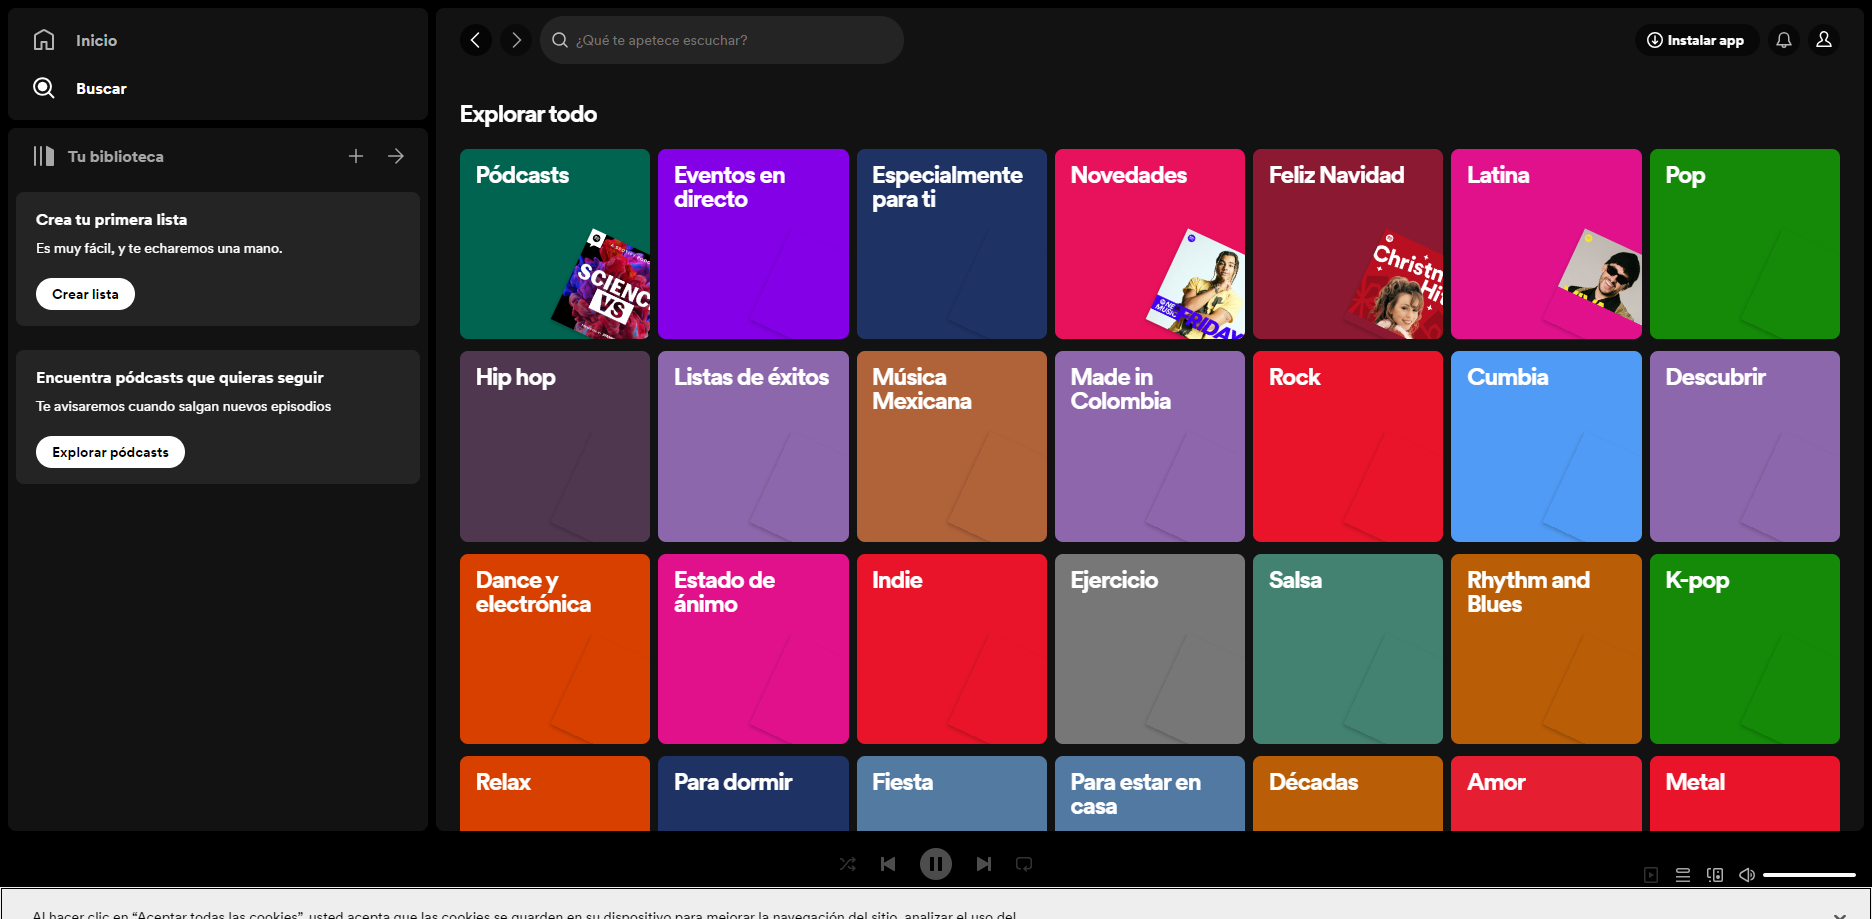 Inicio
Buscar
Tu biblioteca
Crea tu primera lista
Es muy fácil, y te echaremos una mano.
Crear lista
Encuentra pódcasts que quieras seguir
Te avisaremos cuando salgan nuevos episodios
Explorar pódcasts
¿Qué te apetece escuchar?
Instalar app
Explorar todo
Pódcasts
SCIENC
VS
Eventos en
directo
Especialmente
para ti
Novedades
FRIDAY
Feliz Navidad
Christm
Hi
Latina
Pop
Hip hop
Listas de éxitos
Música
Mexicana
Made in
Colombia
Rock
Cumbia
Descubrir
Dance y
electrónica
Estado de
ánimo
Indie
Ejercicio
Salsa
Rhythm and
Blues
K-pop
Relax
Para dormir
Fiesta
Para estar en
casa
Décadas
Amor
Metal
Al hacer clic en “Aceptar todas las cookies”, usted acepta que las cookies se guarden en su dispositivo para mejorar la navegación del sitio, analizar el uso del